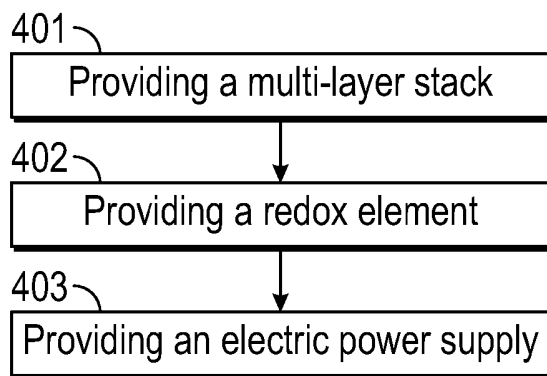 401
Providing a multi-layer stack
402
Providing a redox element
403
Providing an electric power supply